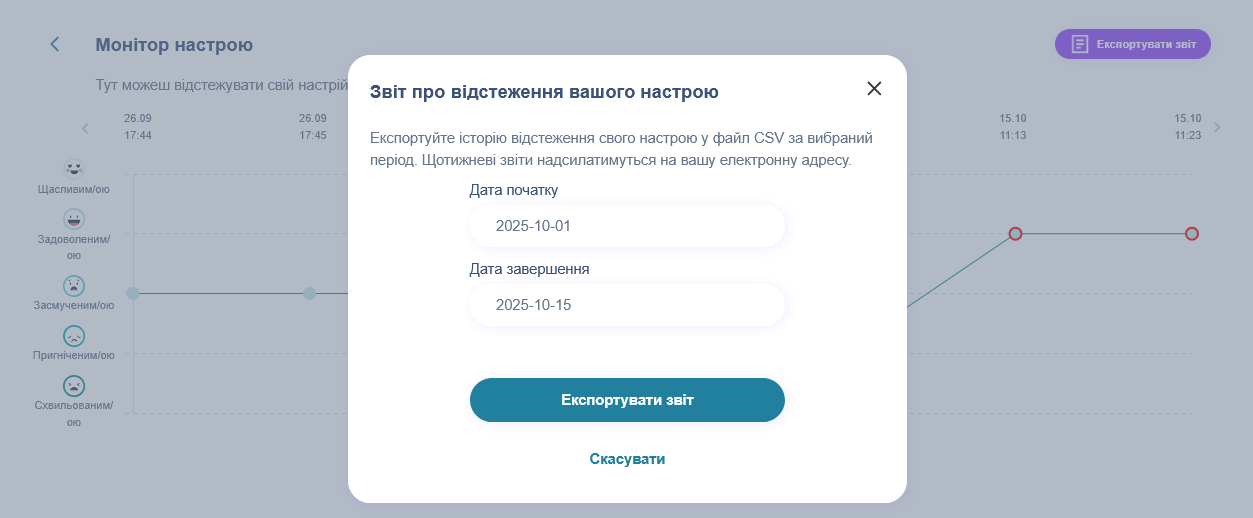 Монітор настрою
Експортувати звіт
Тут можеш відстежувати свій настрій
26.09
17:44
26.09
17:45
15.10
11:13
15.10
11:23
Щасливим/ою
Задоволеним/
ою
Засмученим/ою
Пригніченим/ою
Схвильованим/
ою
Звіт про відстеження вашого настрою
Експортуйте історію відстеження свого настрою у файл CSV за вибраний
період. Щотижневі звіти надсилатимуться на вашу електронну адресу.
Дата початку
2025-10-01
Дата завершення
2025-10-15
Експортувати звіт
Скасувати